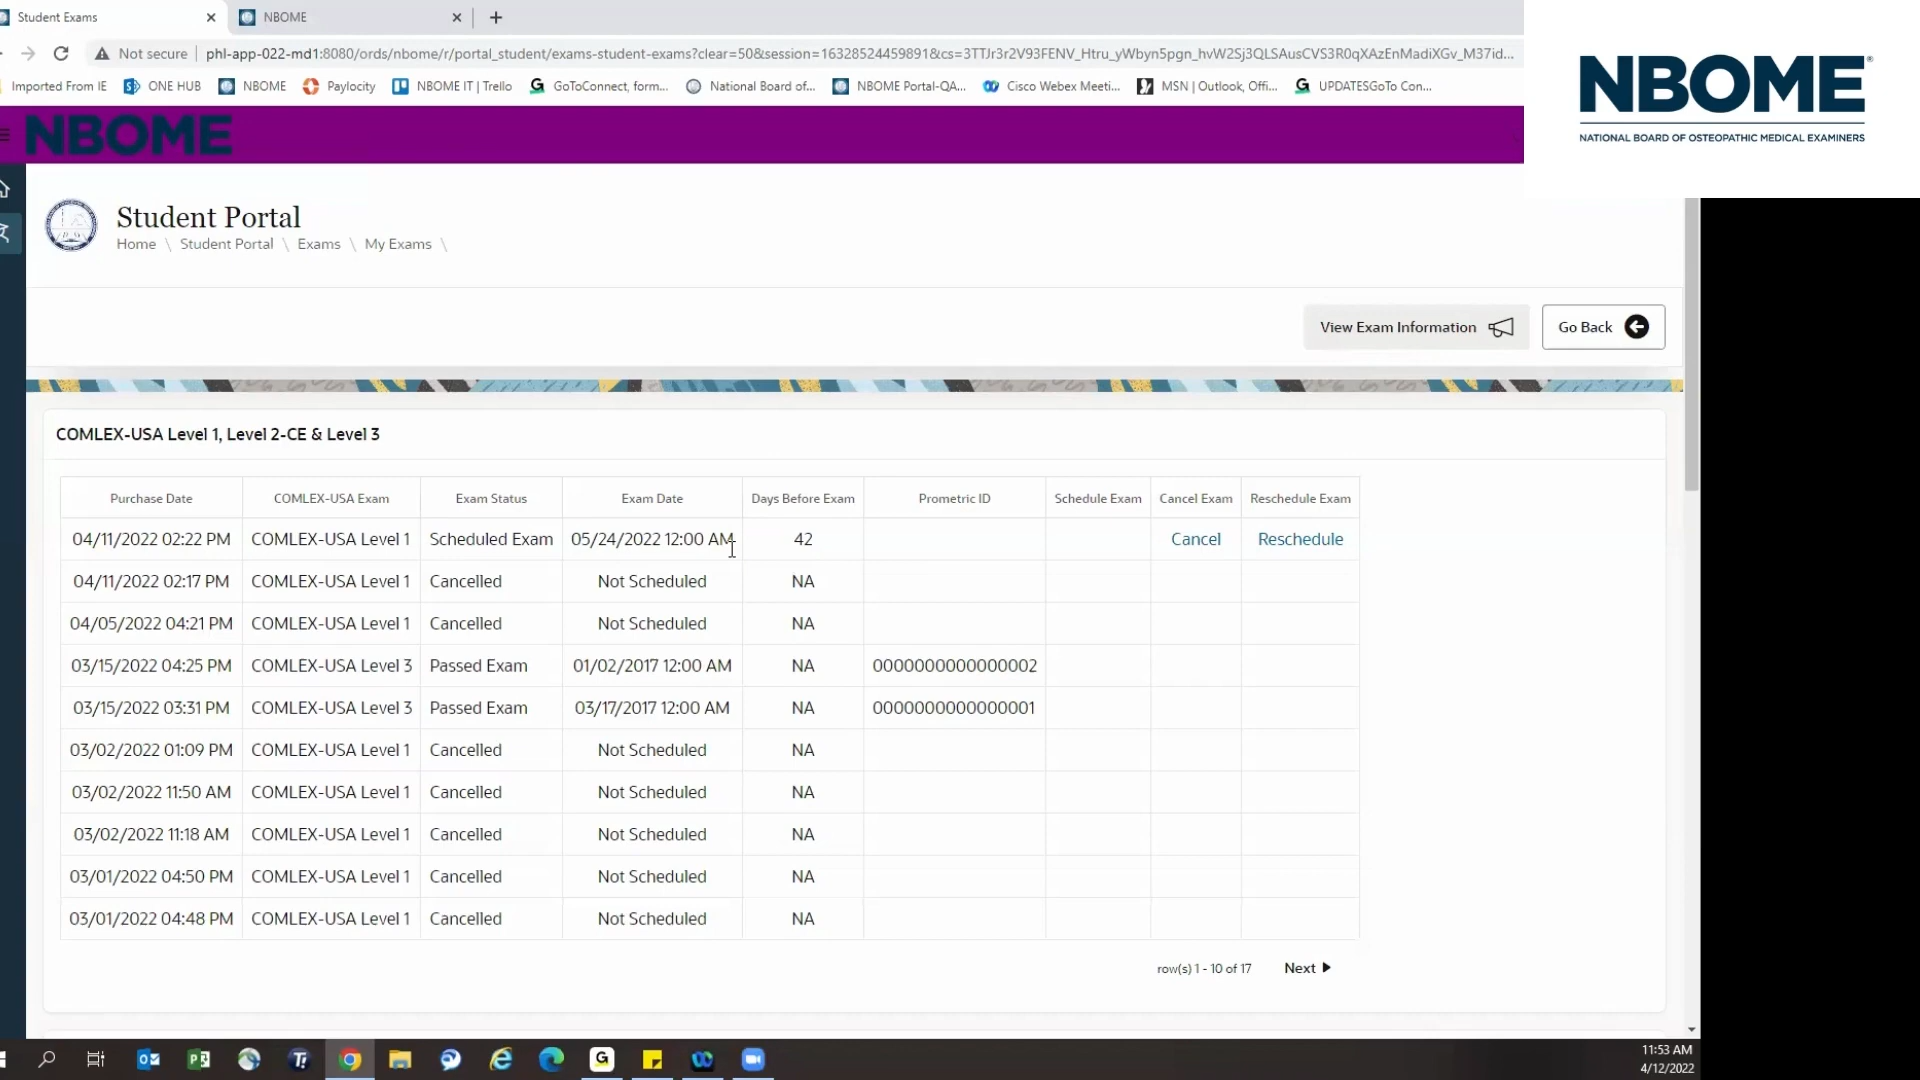 Student Exams
NBOME
Not secure phl-app-022-md1:8080/ords/nbome/r/portal_student/exams-student-exams?clear=50&session=16328524459891&cs=3TTJr3r2V93FENV_Htru_yWbyn5pgn_hvW2Sj3QLSAusCVS3R0qXAzEnMadiXGv_M37id...
Imported From IE ONE HUB NBOME Paylocity NBOME IT | Trello GoToConnect, form... National Board of... NBOME Portal-QA... Cisco Webex Meeti... MSN | Outlook, Offi... UPDATESGoTo Con...
NBOME®
NATIONAL BOARD OF OSTEOPATHIC MEDICAL EXAMINERS
NBOME
Student Portal
Home \ Student Portal \ Exams \ My Exams \
View Exam Information
Go Back
COMLEX-USA Level 1, Level 2-CE & Level 3
Purchase Date COMLEX-USA Exam Exam Status Exam Date Days Before Exam Prometric ID Schedule Exam Cancel Exam Reschedule Exam
04/11/2022 02:22 PM COMLEX-USA Level 1 Scheduled Exam 05/24/2022 12:00 AM 42 Cancel Reschedule
04/11/2022 02:17 PM COMLEX-USA Level 1 Cancelled Not Scheduled NA
04/05/2022 04:21 PM COMLEX-USA Level 1 Cancelled Not Scheduled NA
03/15/2022 04:25 PM COMLEX-USA Level 3 Passed Exam 01/02/2017 12:00 AM NA 0000000000000002
03/15/2022 03:31 PM COMLEX-USA Level 3 Passed Exam 03/17/2017 12:00 AM NA 0000000000000001
03/02/2022 01:09 PM COMLEX-USA Level 1 Cancelled Not Scheduled NA
03/02/2022 11:50 AM COMLEX-USA Level 1 Cancelled Not Scheduled NA
03/02/2022 11:18 AM COMLEX-USA Level 1 Cancelled Not Scheduled NA
03/01/2022 04:50 PM COMLEX-USA Level 1 Cancelled Not Scheduled NA
03/01/2022 04:48 PM COMLEX-USA Level 1 Cancelled Not Scheduled NA
row(s) 1 - 10 of 17 Next
11:53 AM
4/12/2022